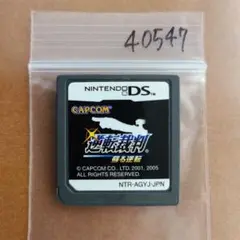 40547
NINTENDO DS™
CAPCOM®
逆転裁判
蘇る逆転
© CAPCOM CO., LTD. 2001, 2005
ALL RIGHTS RESERVED.
NTR-AGYJ-JPN